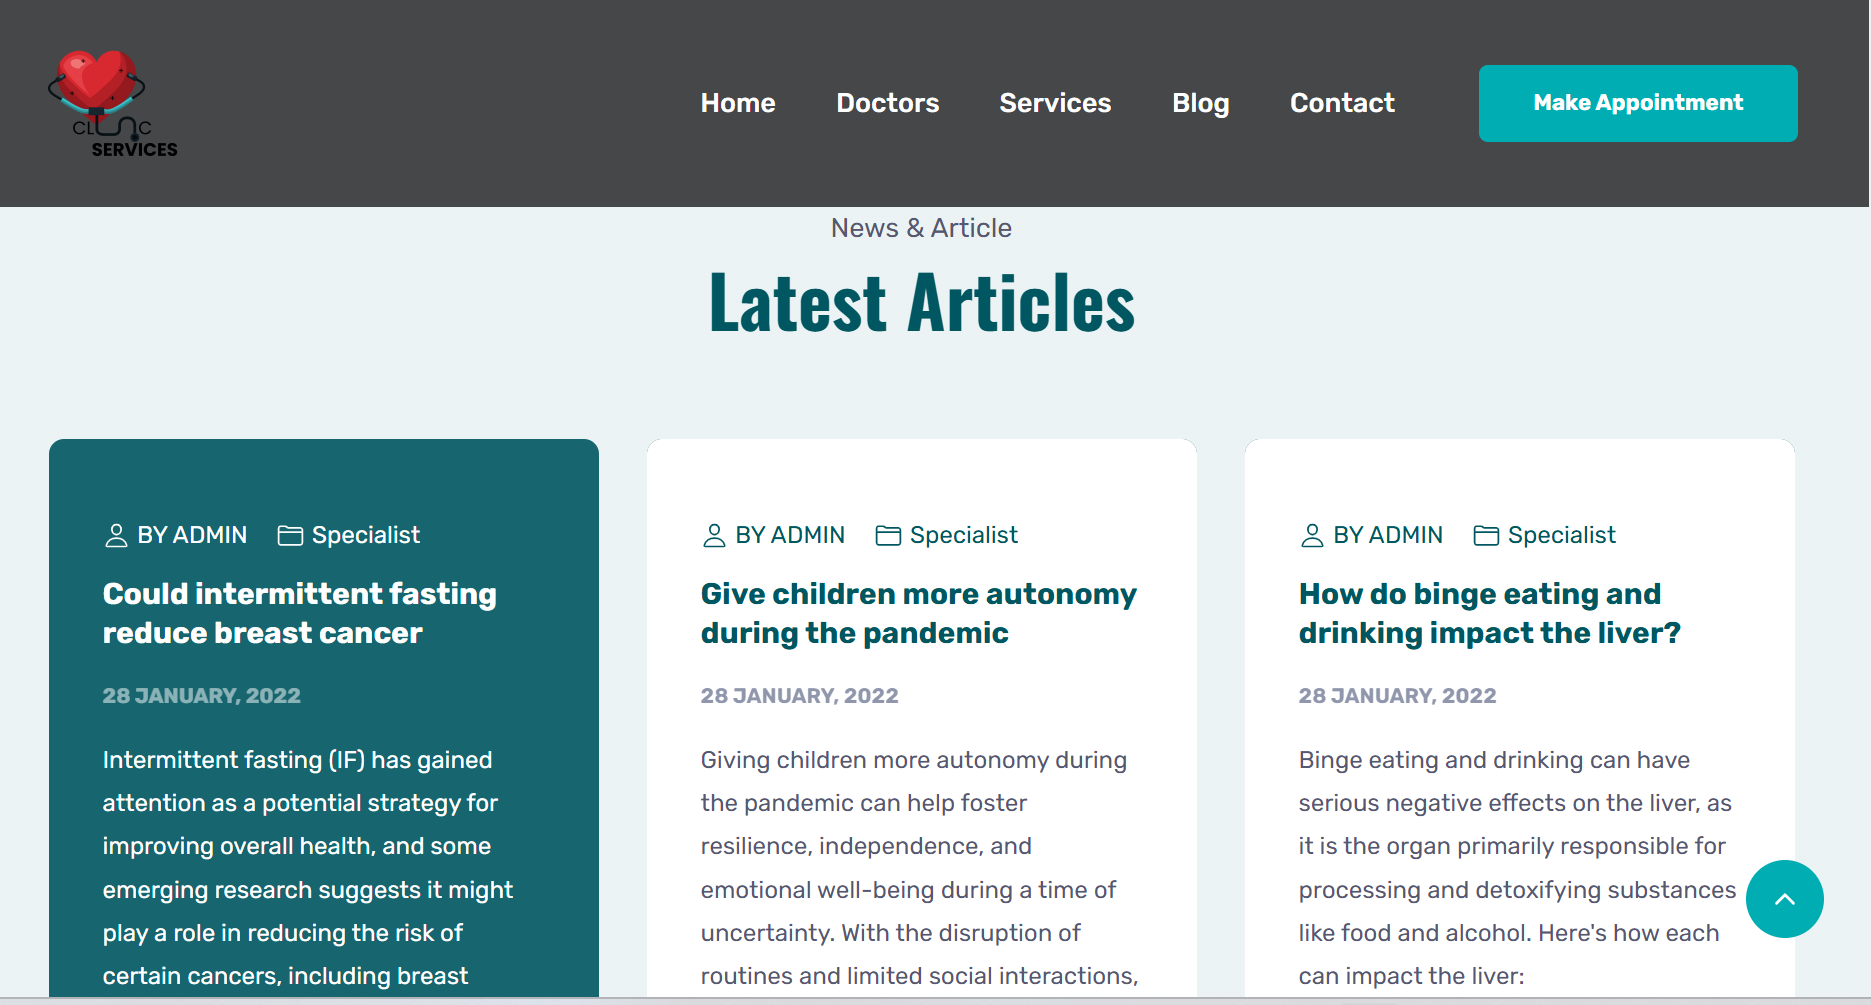 CLINIC
SERVICES
Home Doctors Services Blog Contact Make Appointment
News & Article
Latest Articles
BY ADMIN Specialist
Could intermittent fasting
reduce breast cancer
28 JANUARY, 2022
Intermittent fasting (IF) has gained
attention as a potential strategy for
improving overall health, and some
emerging research suggests it might
play a role in reducing the risk of
certain cancers, including breast
BY ADMIN Specialist
Give children more autonomy
during the pandemic
28 JANUARY, 2022
Giving children more autonomy during
the pandemic can help foster
resilience, independence, and
emotional well-being during a time of
uncertainty. With the disruption of
routines and limited social interactions,
BY ADMIN Specialist
How do binge eating and
drinking impact the liver?
28 JANUARY, 2022
Binge eating and drinking can have
serious negative effects on the liver, as
it is the organ primarily responsible for
processing and detoxifying substances
like food and alcohol. Here's how each
can impact the liver: